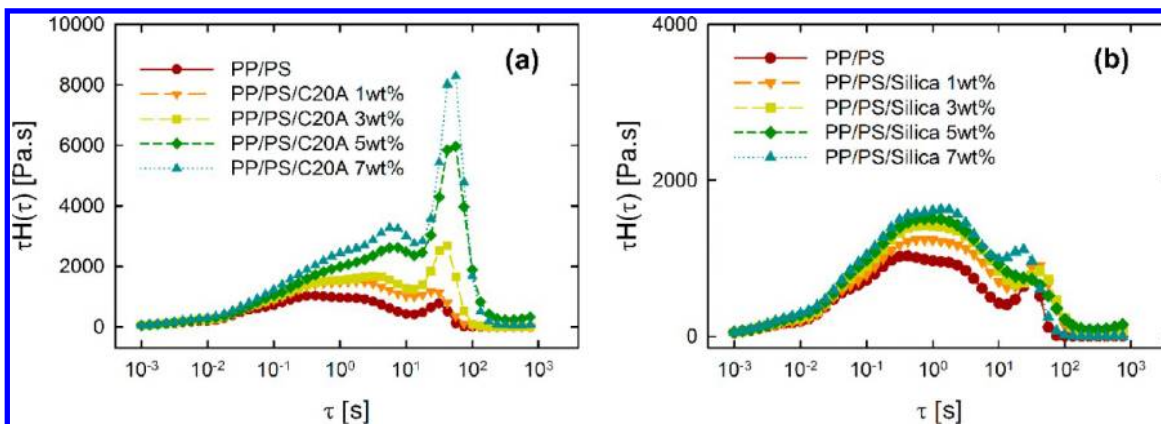 (a)
PP/PS
PP/PS/C20A 1wt%
PP/PS/C20A 3wt%
PP/PS/C20A 5wt%
PP/PS/C20A 7wt%
10000
8000
6000
4000
2000
0
τH(τ) [Pa.s]
10⁻³ 10⁻² 10⁻¹ 10⁰ 10¹ 10² 10³
τ [s]
(b)
PP/PS
PP/PS/Silica 1wt%
PP/PS/Silica 3wt%
PP/PS/Silica 5wt%
PP/PS/Silica 7wt%
4000
2000
0
τH(τ) [Pa.s]
10⁻³ 10⁻² 10⁻¹ 10⁰ 10¹ 10² 10³
τ [s]